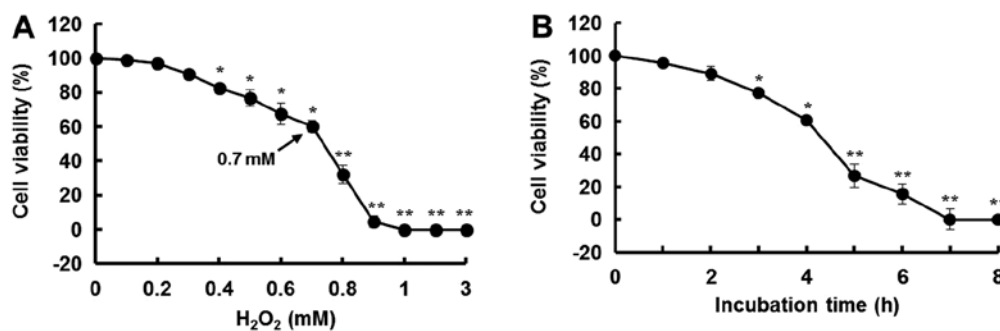 A
Cell viability (%)
120
100
80
60
40
20
0
-20
* * * * ** ** ** ** **
0.7 mM
0 0.2 0.4 0.6 0.8 1 3
H₂O₂ (mM)
B
Cell viability (%)
120
100
80
60
40
20
0
-20
* * ** ** ** **
0 2 4 6 8
Incubation time (h)